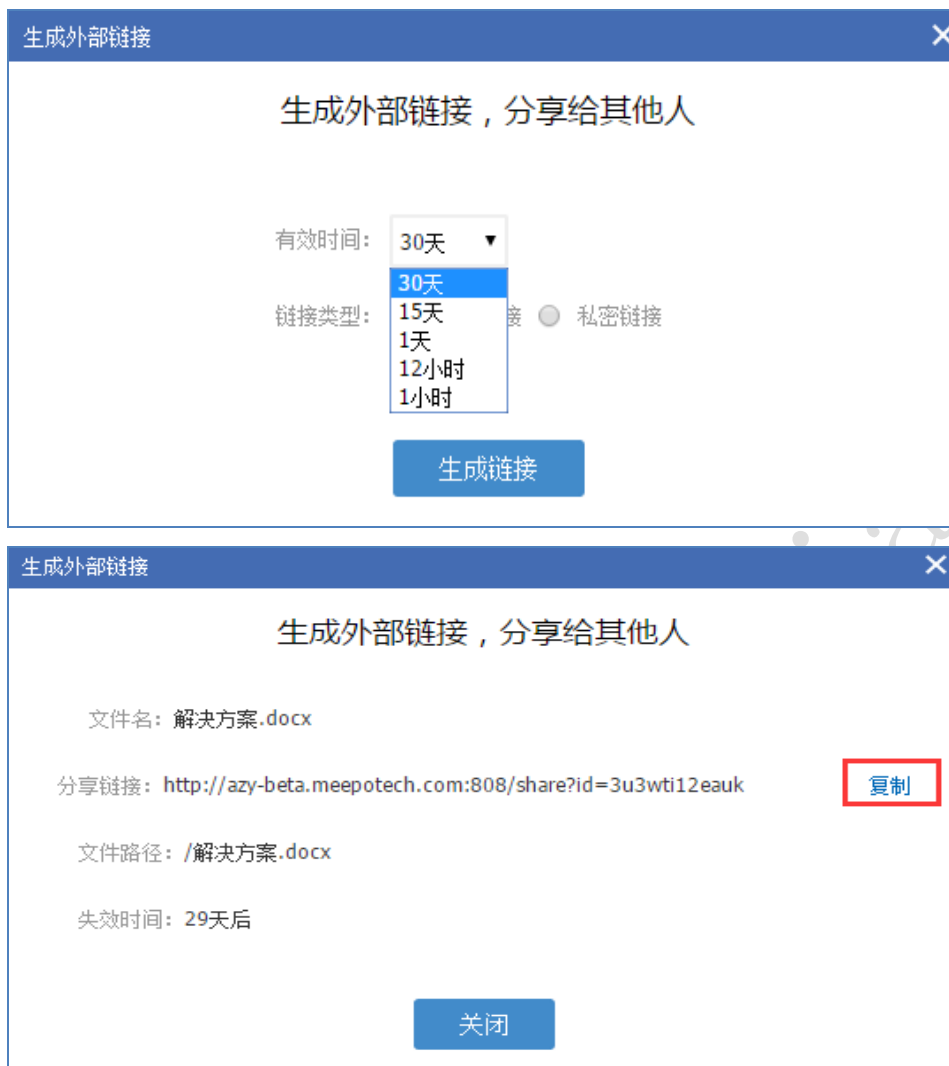 生成外部链接
生成外部链接，分享给其他人
有效时间： 30天
30天
链接类型： 接 私密链接
15天
1天
12小时
1小时
生成链接
生成外部链接
生成外部链接，分享给其他人
文件名：解决方案.docx
分享链接：http://azy-beta.meepotech.com:808/share?id=3u3wti12eauk 复制
文件路径：/解决方案.docx
失效时间：29天后
关闭